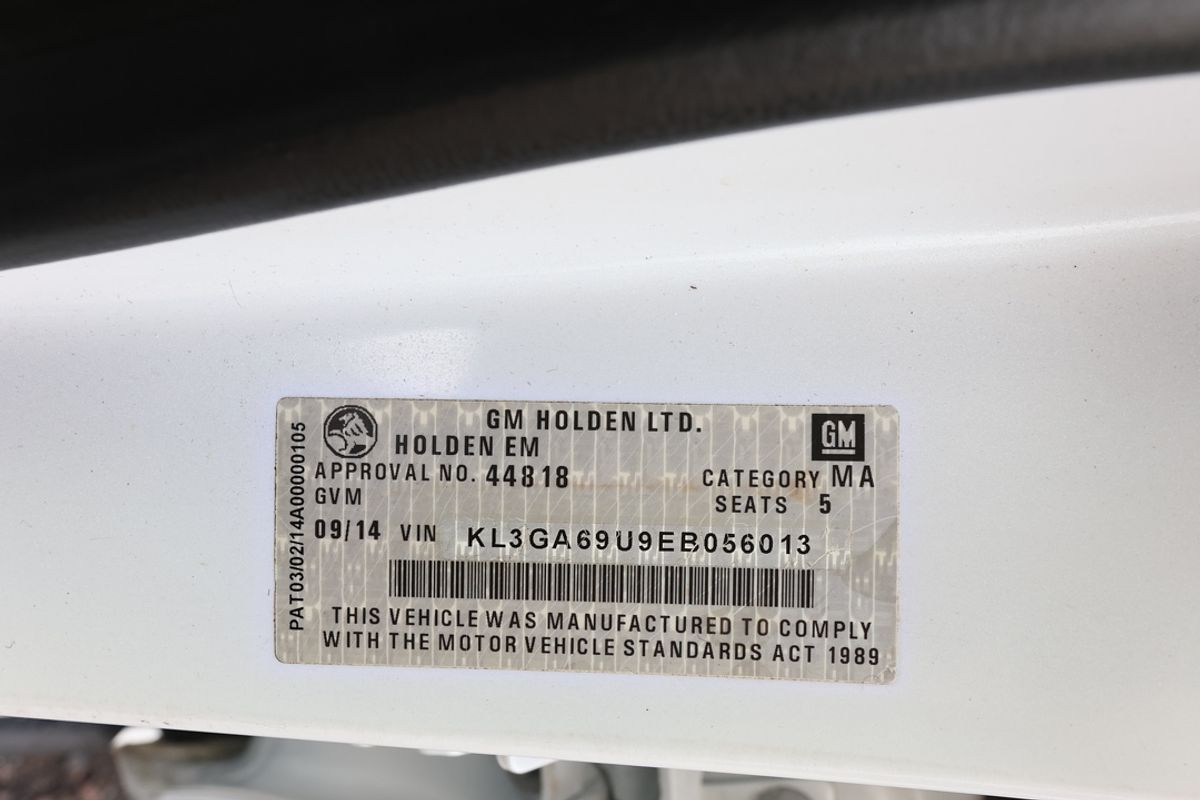 GM HOLDEN LTD.
HOLDEN EM
GM
APPROVAL NO. 44818
CATEGORY MA
GVM
SEATS 5
09/14 VIN KL3GA69U9EB056013
THIS VEHICLE WAS MANUFACTURED TO COMPLY
WITH THE MOTOR VEHICLE STANDARDS ACT 1989
PAT03/02/14A00000105